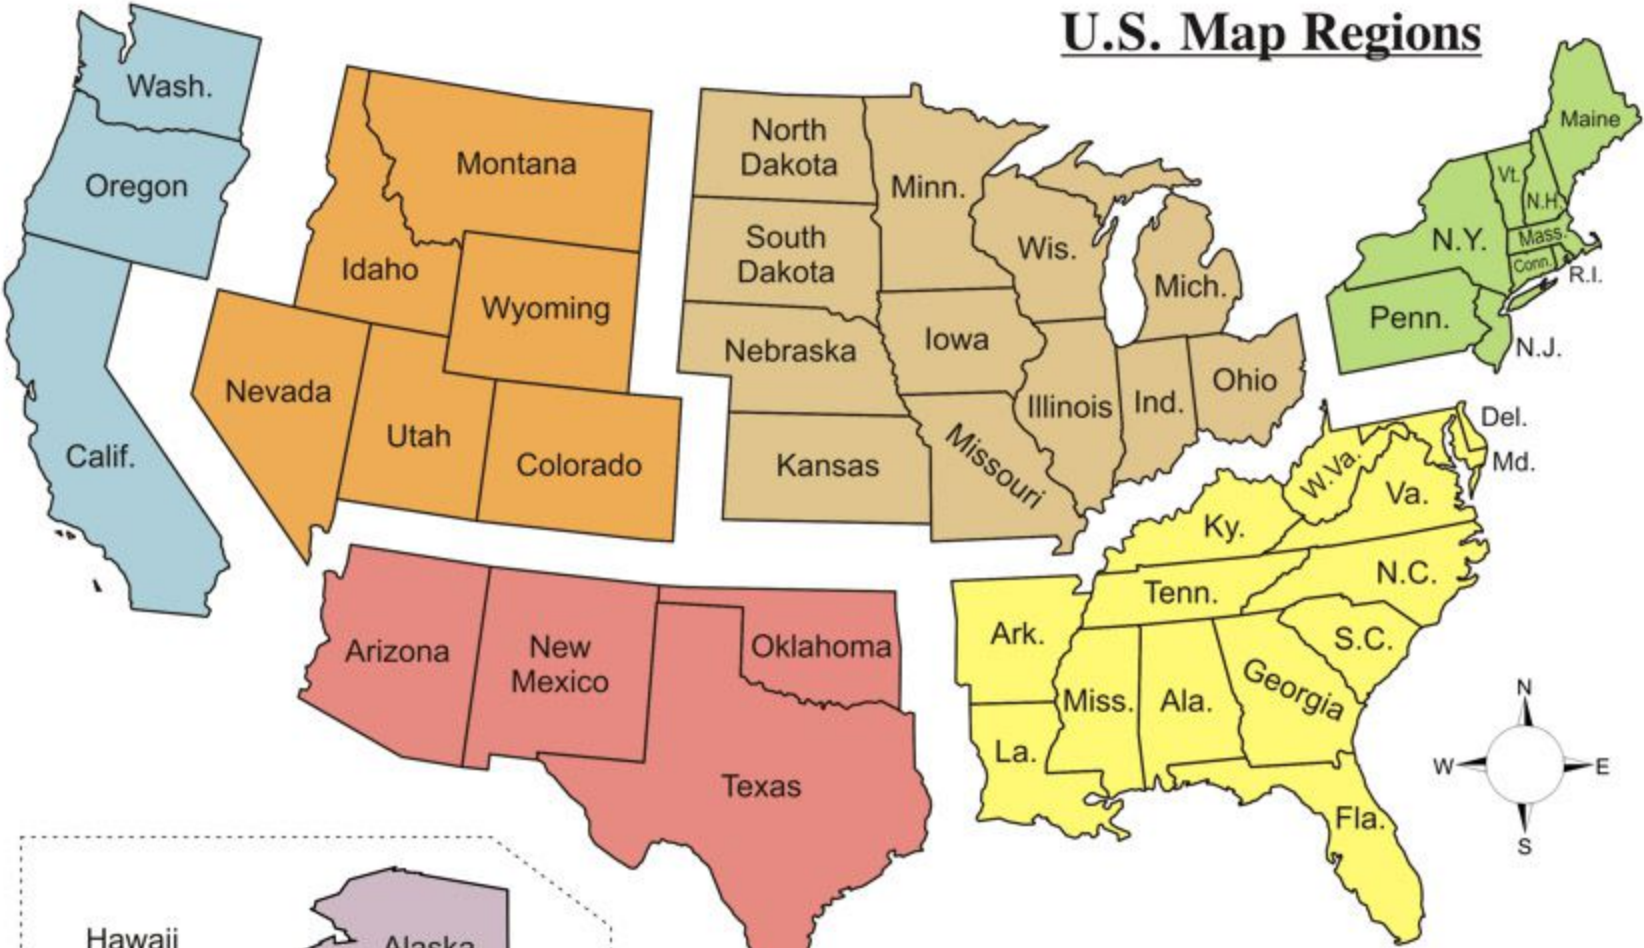 U.S. Map Regions
Wash.
Oregon
Calif.
Montana
Idaho
Wyoming
Nevada
Utah
Colorado
North
Dakota
Minn.
South
Dakota
Wis.
Mich.
Nebraska
Iowa
Illinois
Ind.
Ohio
Kansas
Missouri
Maine
Vt.
N.H.
N.Y.
Mass.
Conn.
R.I.
Penn.
N.J.
Del.
Md.
W.Va.
Va.
Ky.
Tenn.
N.C.
Ark.
S.C.
Miss.
Ala.
Georgia
La.
Fla.
Arizona
New
Mexico
Oklahoma
Texas
N
W
E
S
Hawaii
Alaska